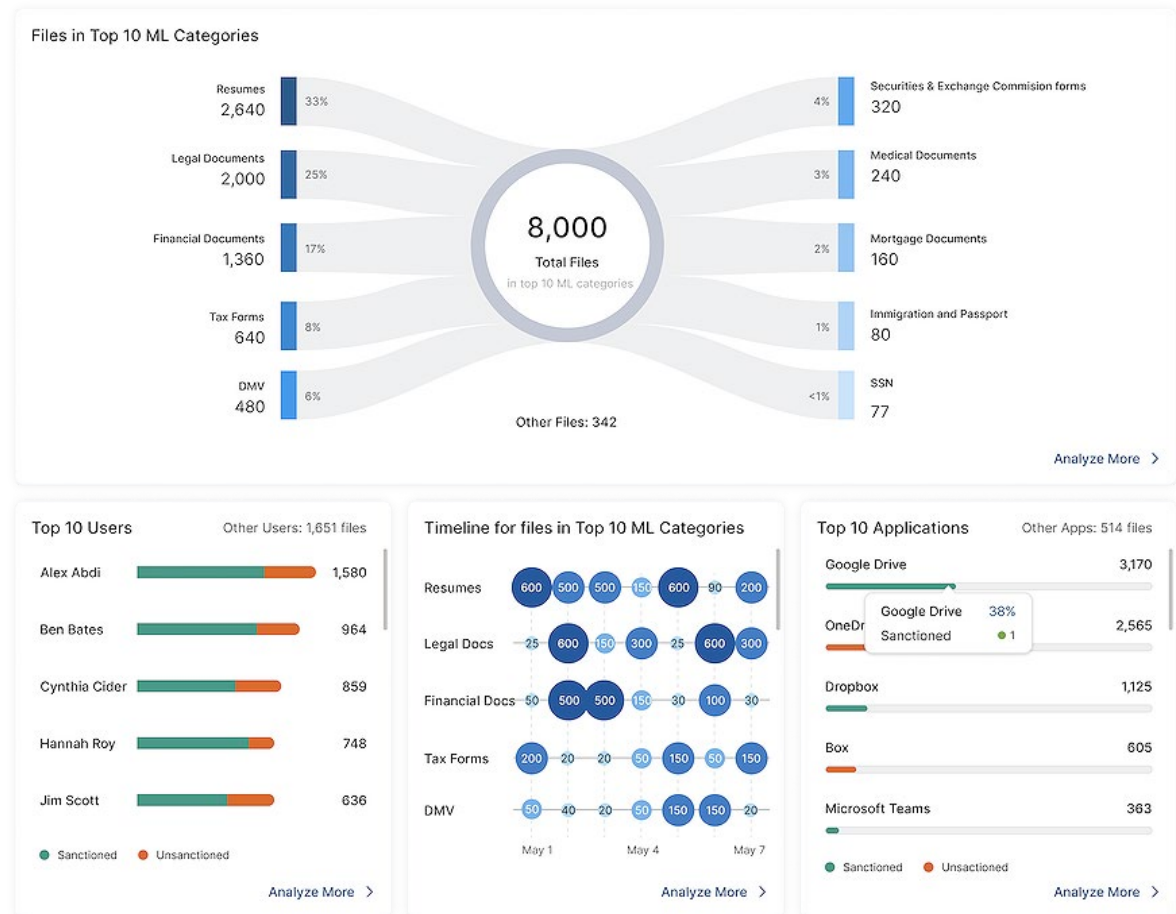 Files in Top 10 ML Categories
Resumes
2,640
33%
Legal Documents
2,000
25%
Financial Documents
1,360
17%
Tax Forms
640
8%
DMV
480
6%
8,000
Total Files
in top 10 ML categories
Other Files: 342
4%
Securities & Exchange Commision forms
320
3%
Medical Documents
240
2%
Mortgage Documents
160
1%
Immigration and Passport
80
<1%
SSN
77
Analyze More
Top 10 Users
Other Users: 1,651 files
Alex Abdi 1,580
Ben Bates 964
Cynthia Cider 859
Hannah Roy 748
Jim Scott 636
Sanctioned Unsanctioned
Analyze More
Timeline for files in Top 10 ML Categories
Resumes 600 500 500 150 600 90 200
Legal Docs 25 600 150 300 25 600 300
Financial Docs 50 500 500 150 30 100 30
Tax Forms 200 20 20 50 150 50 150
DMV 50 40 20 50 150 150 20
May 1 May 4 May 7
Analyze More
Top 10 Applications
Other Apps: 514 files
Google Drive 3,170
Google Drive 38%
Sanctioned 1
OneDr 2,565
Dropbox 1,125
Box 605
Microsoft Teams 363
Sanctioned Unsactioned
Analyze More